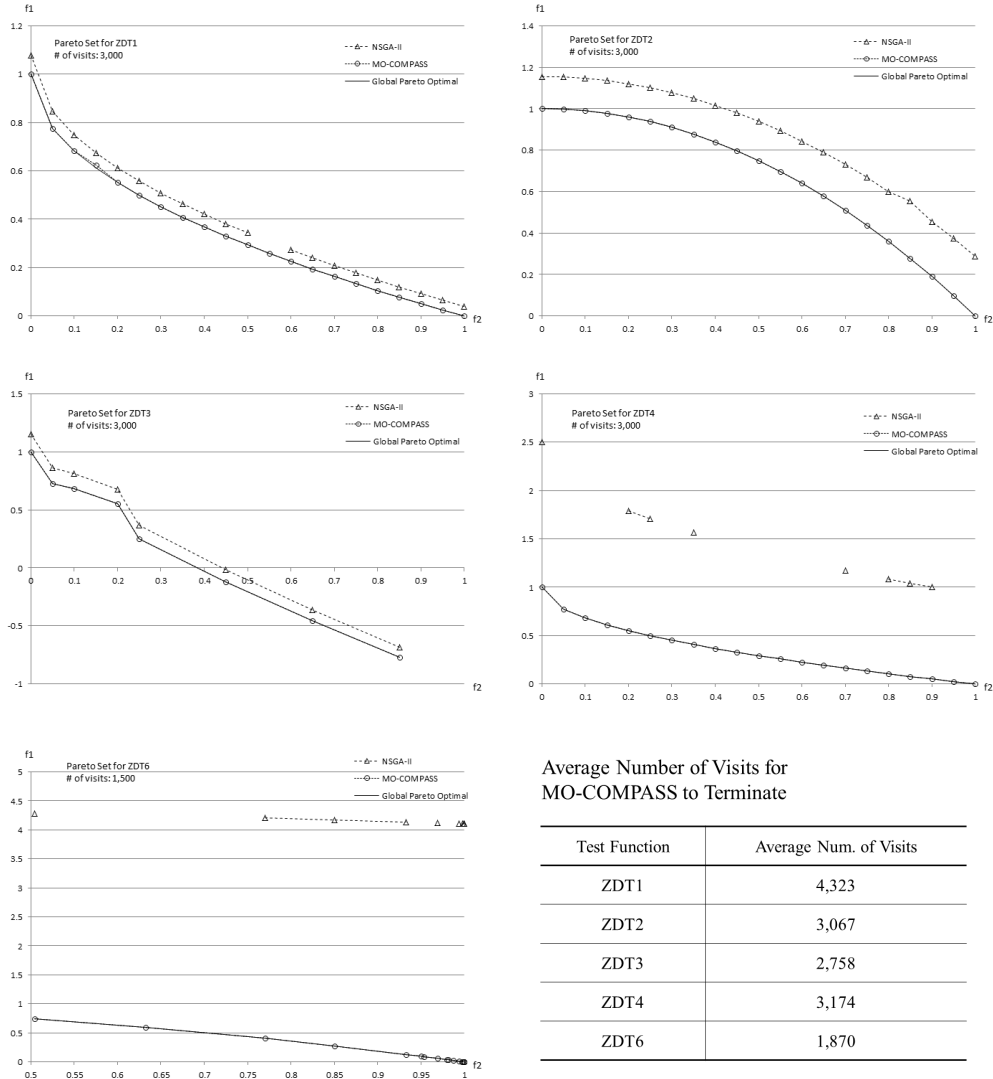 f1
1.2
Pareto Set for ZDT1
# of visits: 3,000
NSGA-II
MO-COMPASS
Global Pareto Optimal
1
0.8
0.6
0.4
0.2
0
0 0.1 0.2 0.3 0.4 0.5 0.6 0.7 0.8 0.9 1
f2
f1
1.4
Pareto Set for ZDT2
# of visits: 3,000
NSGA-II
MO-COMPASS
Global Pareto Optimal
1.2
1
0.8
0.6
0.4
0.2
0
0 0.1 0.2 0.3 0.4 0.5 0.6 0.7 0.8 0.9 1
f2
f1
1.5
Pareto Set for ZDT3
# of visits: 3,000
NSGA-II
MO-COMPASS
Global Pareto Optimal
1
0.5
0
0 0.1 0.2 0.3 0.4 0.5 0.6 0.7 0.8 0.9 1
-0.5
-1
f2
f1
3
Pareto Set for ZDT4
# of visits: 3,000
NSGA-II
MO-COMPASS
Global Pareto Optimal
2.5
2
1.5
1
0.5
0
0 0.1 0.2 0.3 0.4 0.5 0.6 0.7 0.8 0.9 1
f2
f1
Pareto Set for ZDT6
# of visits: 1,500
NSGA-II
MO-COMPASS
Global Pareto Optimal
5
4.5
4
3.5
3
2.5
2
1.5
1
0.5
0
0.5 0.55 0.6 0.65 0.7 0.75 0.8 0.85 0.9 0.95 1
f2
Average Number of Visits for
MO-COMPASS to Terminate
Test Function Average Num. of Visits
ZDT1 4,323
ZDT2 3,067
ZDT3 2,758
ZDT4 3,174
ZDT6 1,870